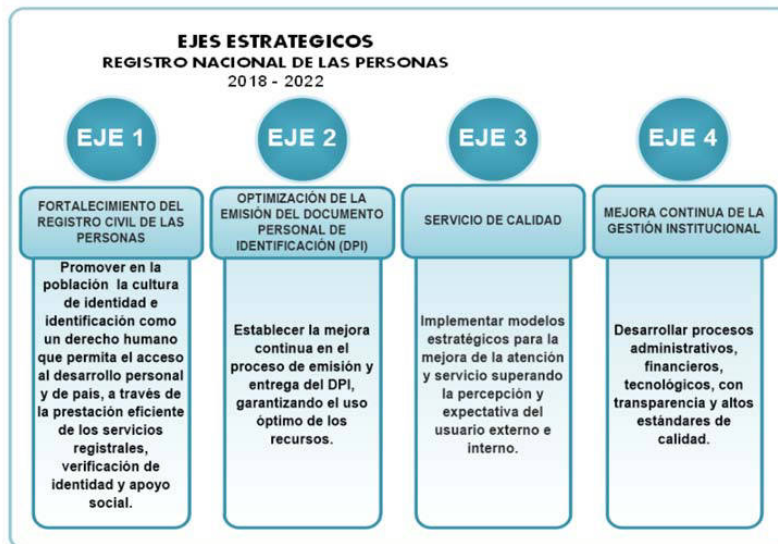 EJES ESTRATEGICOS
REGISTRO NACIONAL DE LAS PERSONAS
2018 - 2022
EJE 1
FORTALECIMIENTO DEL
REGISTRO CIVIL DE LAS
PERSONAS
Promover en la
población la cultura
de identidad e
identificación como
un derecho humano
que permita el acceso
al desarrollo personal
y de país, a través de
la prestación eficiente
de los servicios
registrales,
verificación de
identidad y apoyo
social.
EJE 2
OPTIMIZACIÓN DE LA
EMISIÓN DEL DOCUMENTO
PERSONAL DE
IDENTIFICACIÓN (DPI)
Establecer la mejora
continua en el
proceso de emisión y
entrega del DPI,
garantizando el uso
óptimo de los
recursos.
EJE 3
SERVICIO DE CALIDAD
Implementar modelos
estratégicos para la
mejora de la atención
y servicio superando
la percepción y
expectativa del
usuario externo e
interno.
EJE 4
MEJORA CONTINUA DE LA
GESTIÓN INSTITUCIONAL
Desarrollar procesos
administrativos,
financieros,
tecnológicos, con
transparencia y altos
estándares de
calidad.